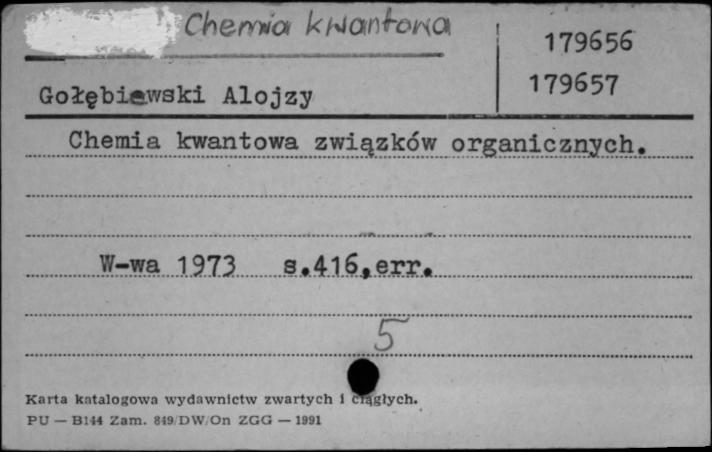 Chemia kwantowa
179656
179657
Gołębiewski Alojzy
Chemia kwantowa związków organicznych.
W-wa 1973 s.416,err.
5
Karta katalogowa wydawnictw zwartych i ciągłych.
PU — B144 Zam. 849/DW/On ZGG — 1991